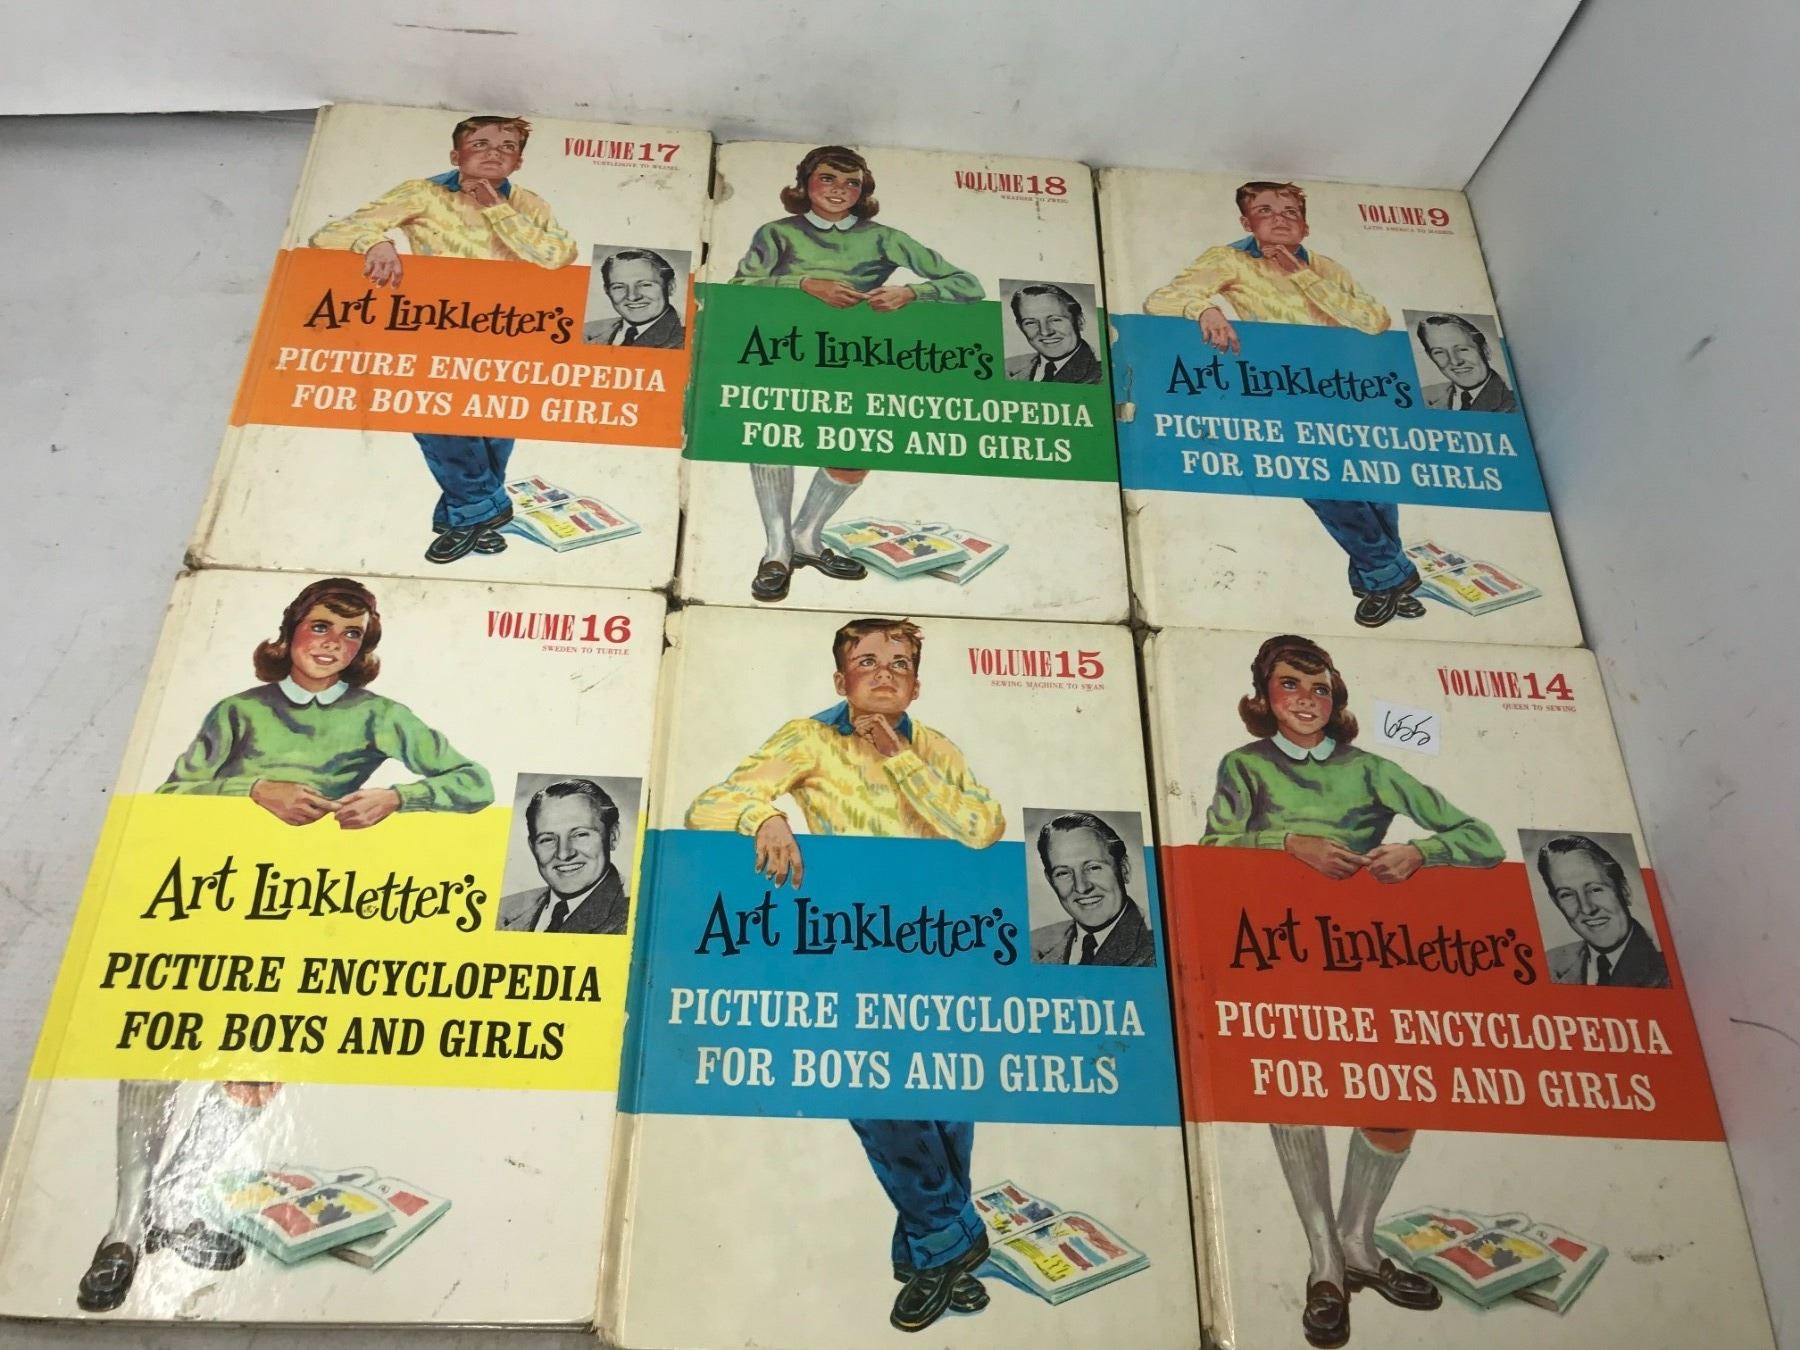 VOLUME 17
TURTLEDOVE TO WEASEL
Art Linkletter's
PICTURE ENCYCLOPEDIA
FOR BOYS AND GIRLS
VOLUME 18
WEATHER TO ZWEIG
Art Linkletter's
PICTURE ENCYCLOPEDIA
FOR BOYS AND GIRLS
VOLUME 9
LATIN AMERICA TO MADRID
Art Linkletter's
PICTURE ENCYCLOPEDIA
FOR BOYS AND GIRLS
VOLUME 16
SWEDEN TO TURTLE
Art Linkletter's
PICTURE ENCYCLOPEDIA
FOR BOYS AND GIRLS
VOLUME 15
SEWING MACHINE TO SWAN
Art Linkletter's
PICTURE ENCYCLOPEDIA
FOR BOYS AND GIRLS
VOLUME 14
QUEEN TO SEWING
655
Art Linkletter's
PICTURE ENCYCLOPEDIA
FOR BOYS AND GIRLS